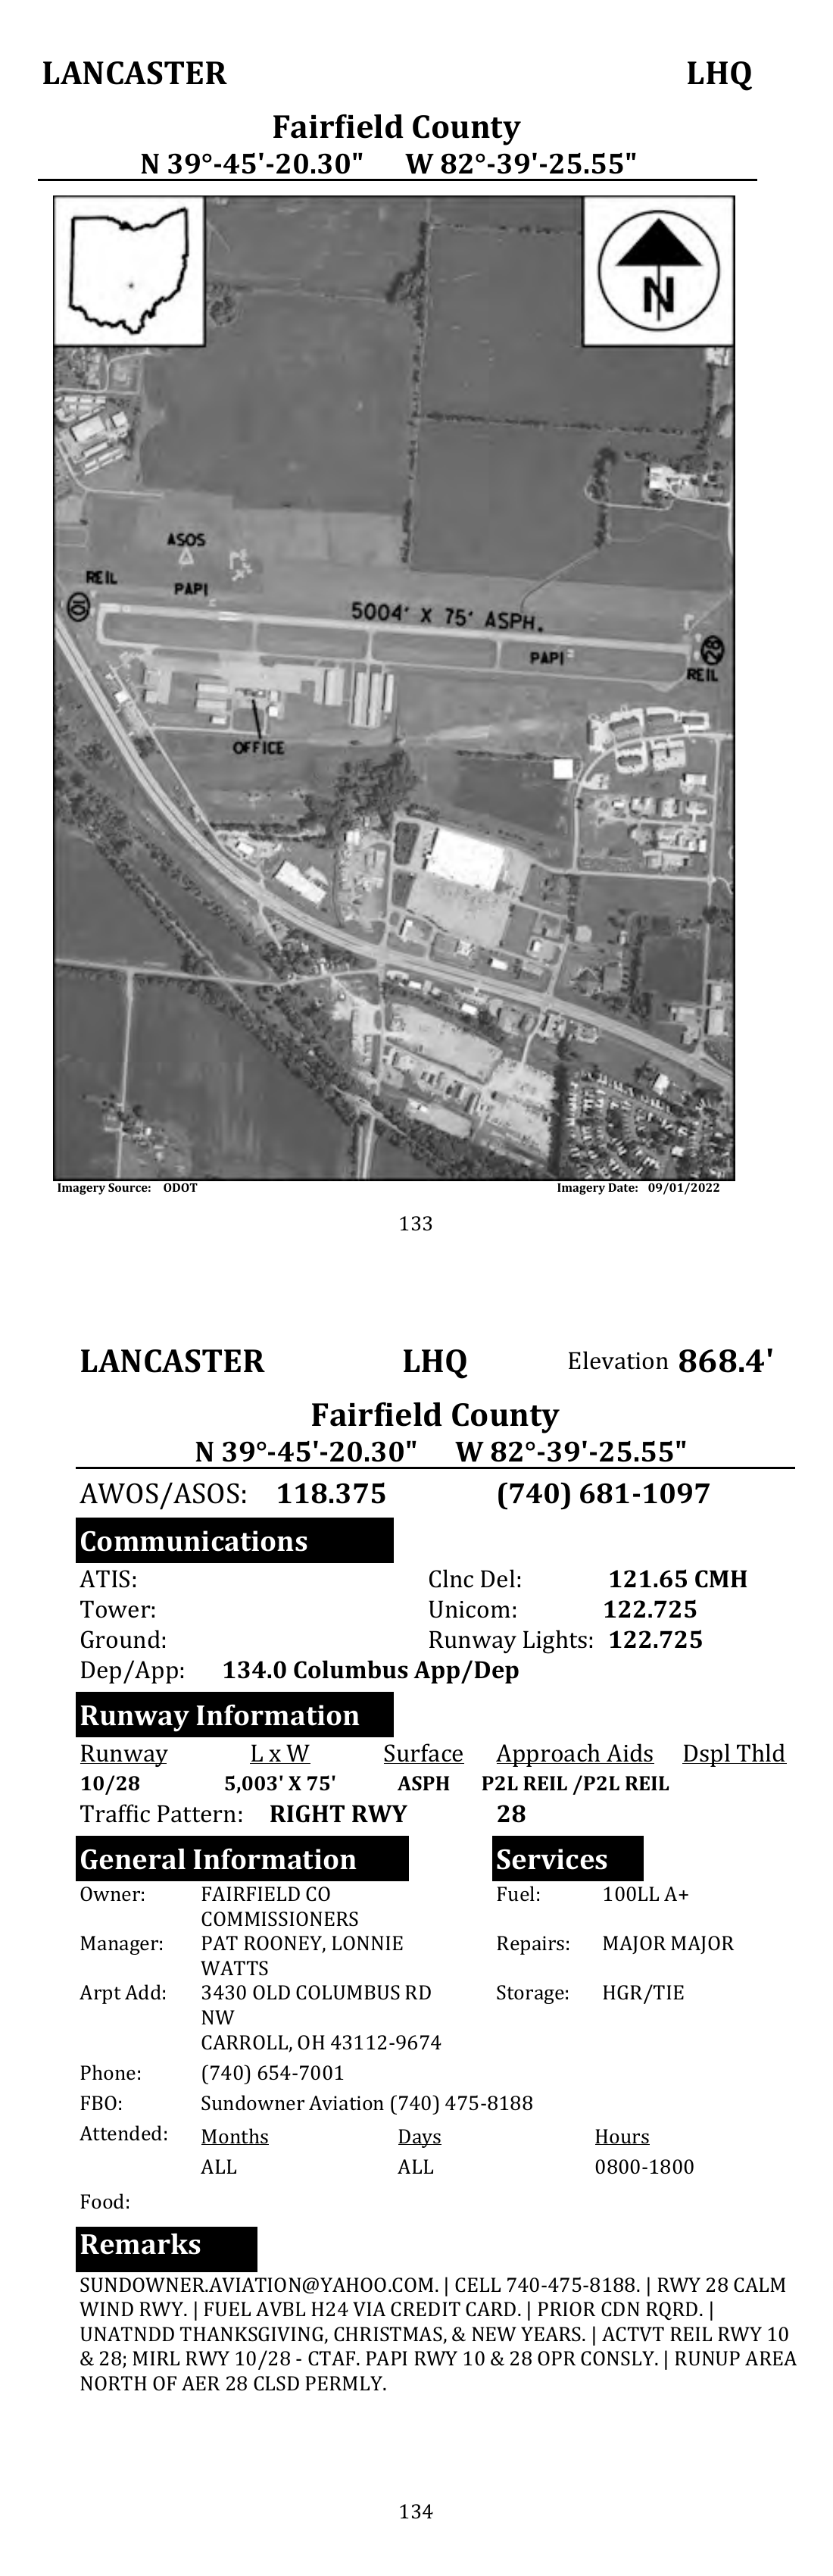 LANCASTER LHQ
Fairfield County
N 39°-45'-20.30" W 82°-39'-25.55"
N
ASOS
REIL
PAPI
10
5004' X 75' ASPH.
28
PAPI
REIL
OFFICE
Imagery Source: ODOT Imagery Date: 09/01/2022
133
LANCASTER LHQ Elevation 868.4'
Fairfield County
N 39°-45'-20.30" W 82°-39'-25.55"
AWOS/ASOS: 118.375 (740) 681-1097
Communications
ATIS: Clnc Del: 121.65 CMH
Tower: Unicom: 122.725
Ground: Runway Lights: 122.725
Dep/App: 134.0 Columbus App/Dep
Runway Information
Runway L x W Surface Approach Aids Dspl Thld
10/28 5,003' X 75' ASPH P2L REIL /P2L REIL
Traffic Pattern: RIGHT RWY 28
General Information Services
Owner: FAIRFIELD CO Fuel: 100LL A+
COMMISSIONERS
Manager: PAT ROONEY, LONNIE Repairs: MAJOR MAJOR
WATTS
Arpt Add: 3430 OLD COLUMBUS RD Storage: HGR/TIE
NW
CARROLL, OH 43112-9674
Phone: (740) 654-7001
FBO: Sundowner Aviation (740) 475-8188
Attended: Months Days Hours
ALL ALL 0800-1800
Food:
Remarks
SUNDOWNER.AVIATION@YAHOO.COM. | CELL 740-475-8188. | RWY 28 CALM
WIND RWY. | FUEL AVBL H24 VIA CREDIT CARD. | PRIOR CDN RQRD. |
UNATNDD THANKSGIVING, CHRISTMAS, & NEW YEARS. | ACTVT REIL RWY 10
& 28; MIRL RWY 10/28 - CTAF. PAPI RWY 10 & 28 OPR CONSLY. | RUNUP AREA
NORTH OF AER 28 CLSD PERMLY.
134